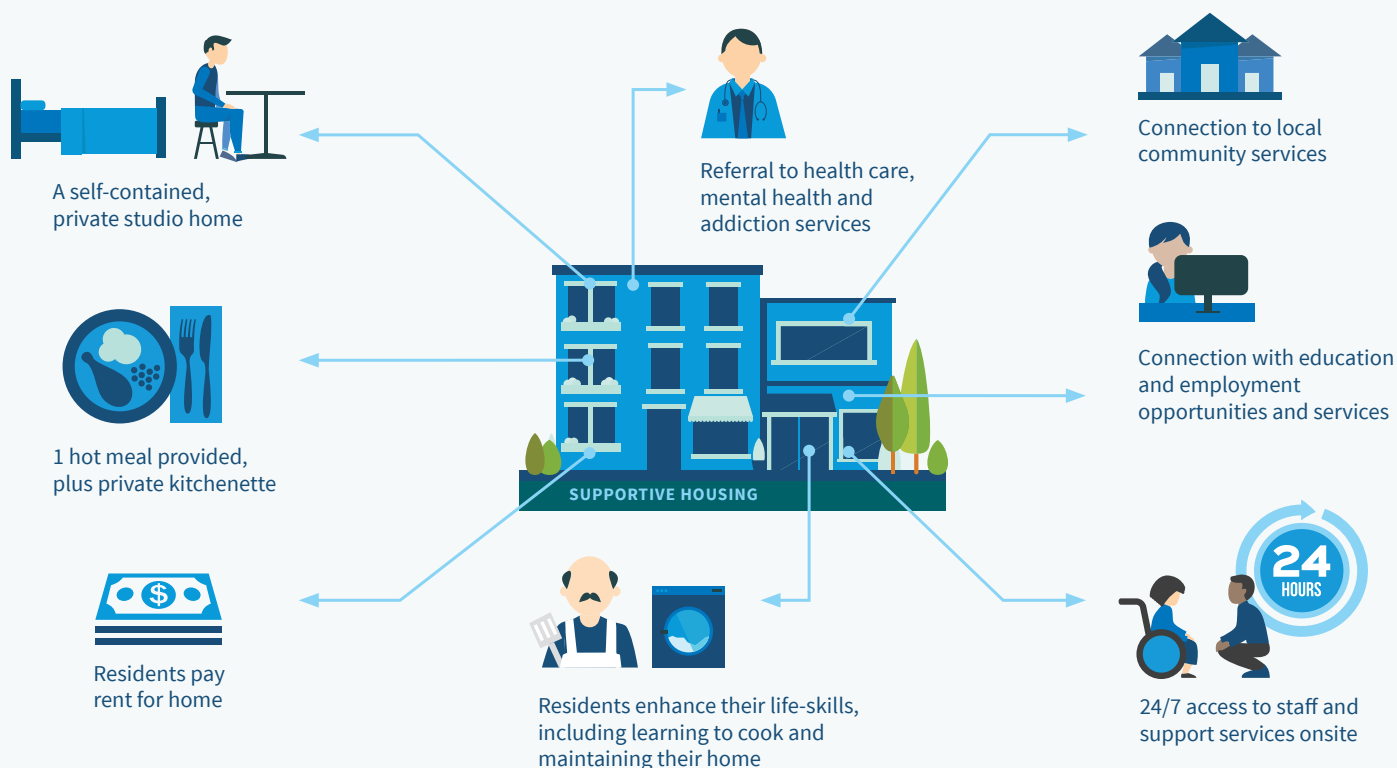 A self-contained,
private studio home
Referral to health care,
mental health and
addiction services
Connection to local
community services
1 hot meal provided,
plus private kitchenette
Connection with education
and employment
opportunities and services
SUPPORTIVE HOUSING
$
Residents pay
rent for home
Residents enhance their life-skills,
including learning to cook and
maintaining their home
24
HOURS
24/7 access to staff and
support services onsite